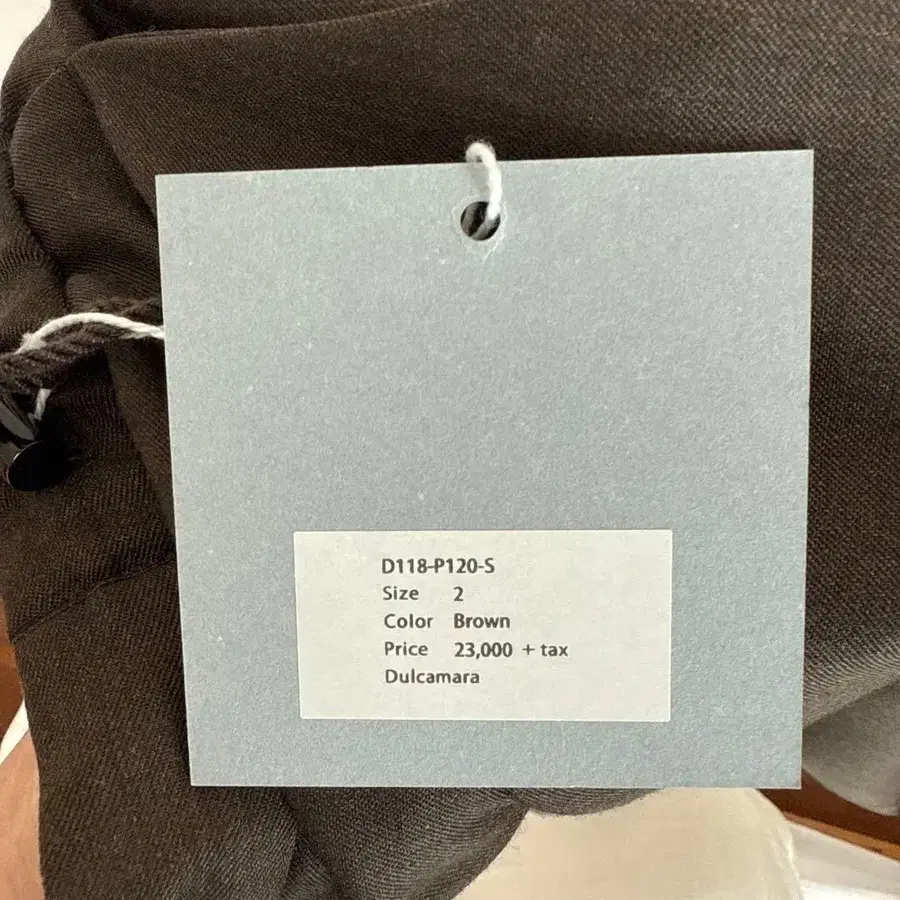 D118-P120-S
Size 2
Color Brown
Price 23,000 + tax
Dulcamara